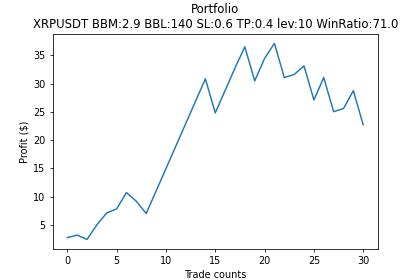 Portfolio
XRPUSDT BBM:2.9 BBL:140 SL:0.6 TP:0.4 lev:10 WinRatio:71.0
Profit ($)
35
30
25
20
15
10
5
0 5 10 15 20 25 30
Trade counts